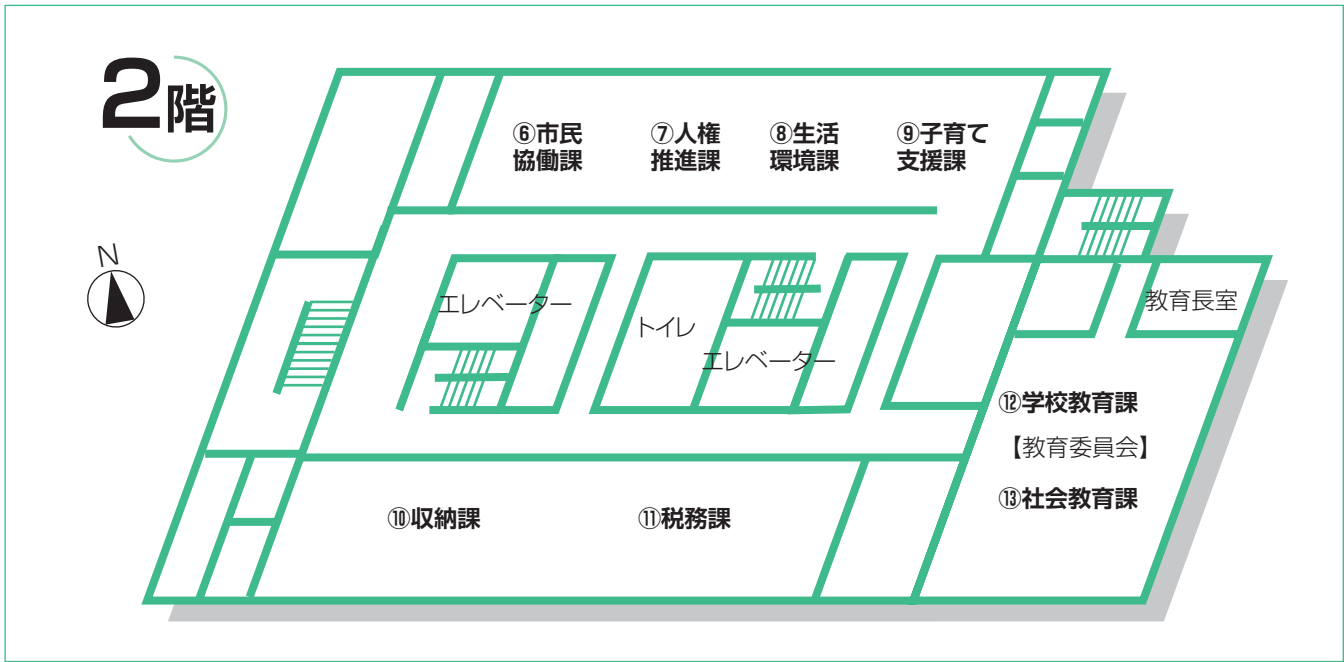 2階
⑥市民
協働課
⑦人権
推進課
⑧生活
環境課
⑨子育て
支援課
N
エレベーター
トイレ
エレベーター
教育長室
⑫学校教育課
【教育委員会】
⑬社会教育課
⑩収納課
⑪税務課